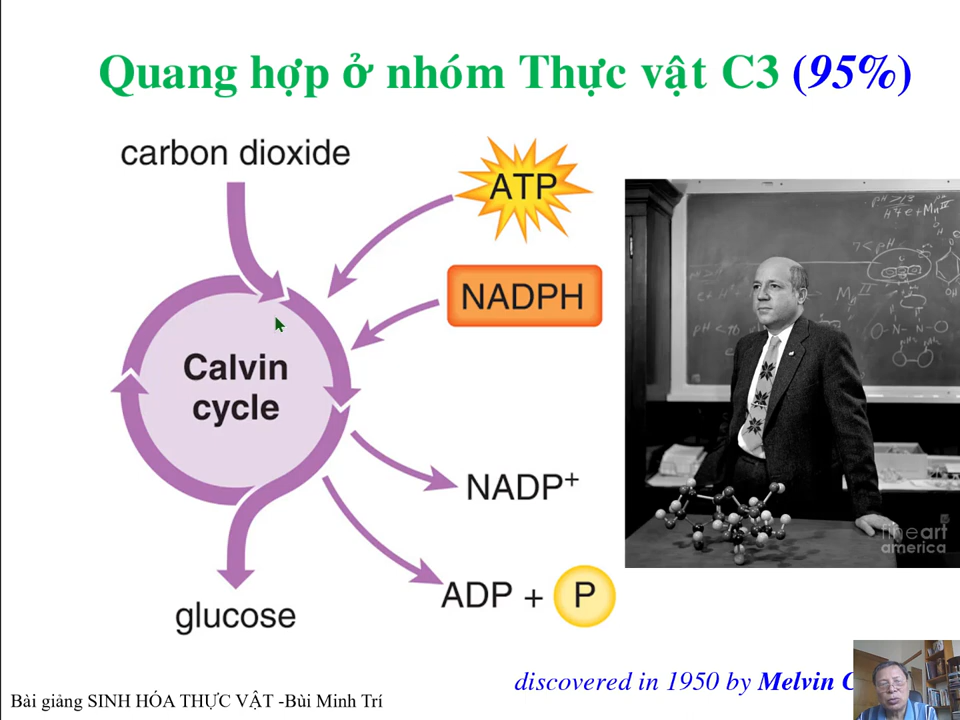 Quang hợp ở nhóm Thực vật C3 (95%)
carbon dioxide
ATP
NADPH
Calvin
cycle
NADP+
ADP + P
glucose
fineart
america
discovered in 1950 by Melvin
Bài giảng SINH HÓA THỰC VẬT -Bùi Minh Trí